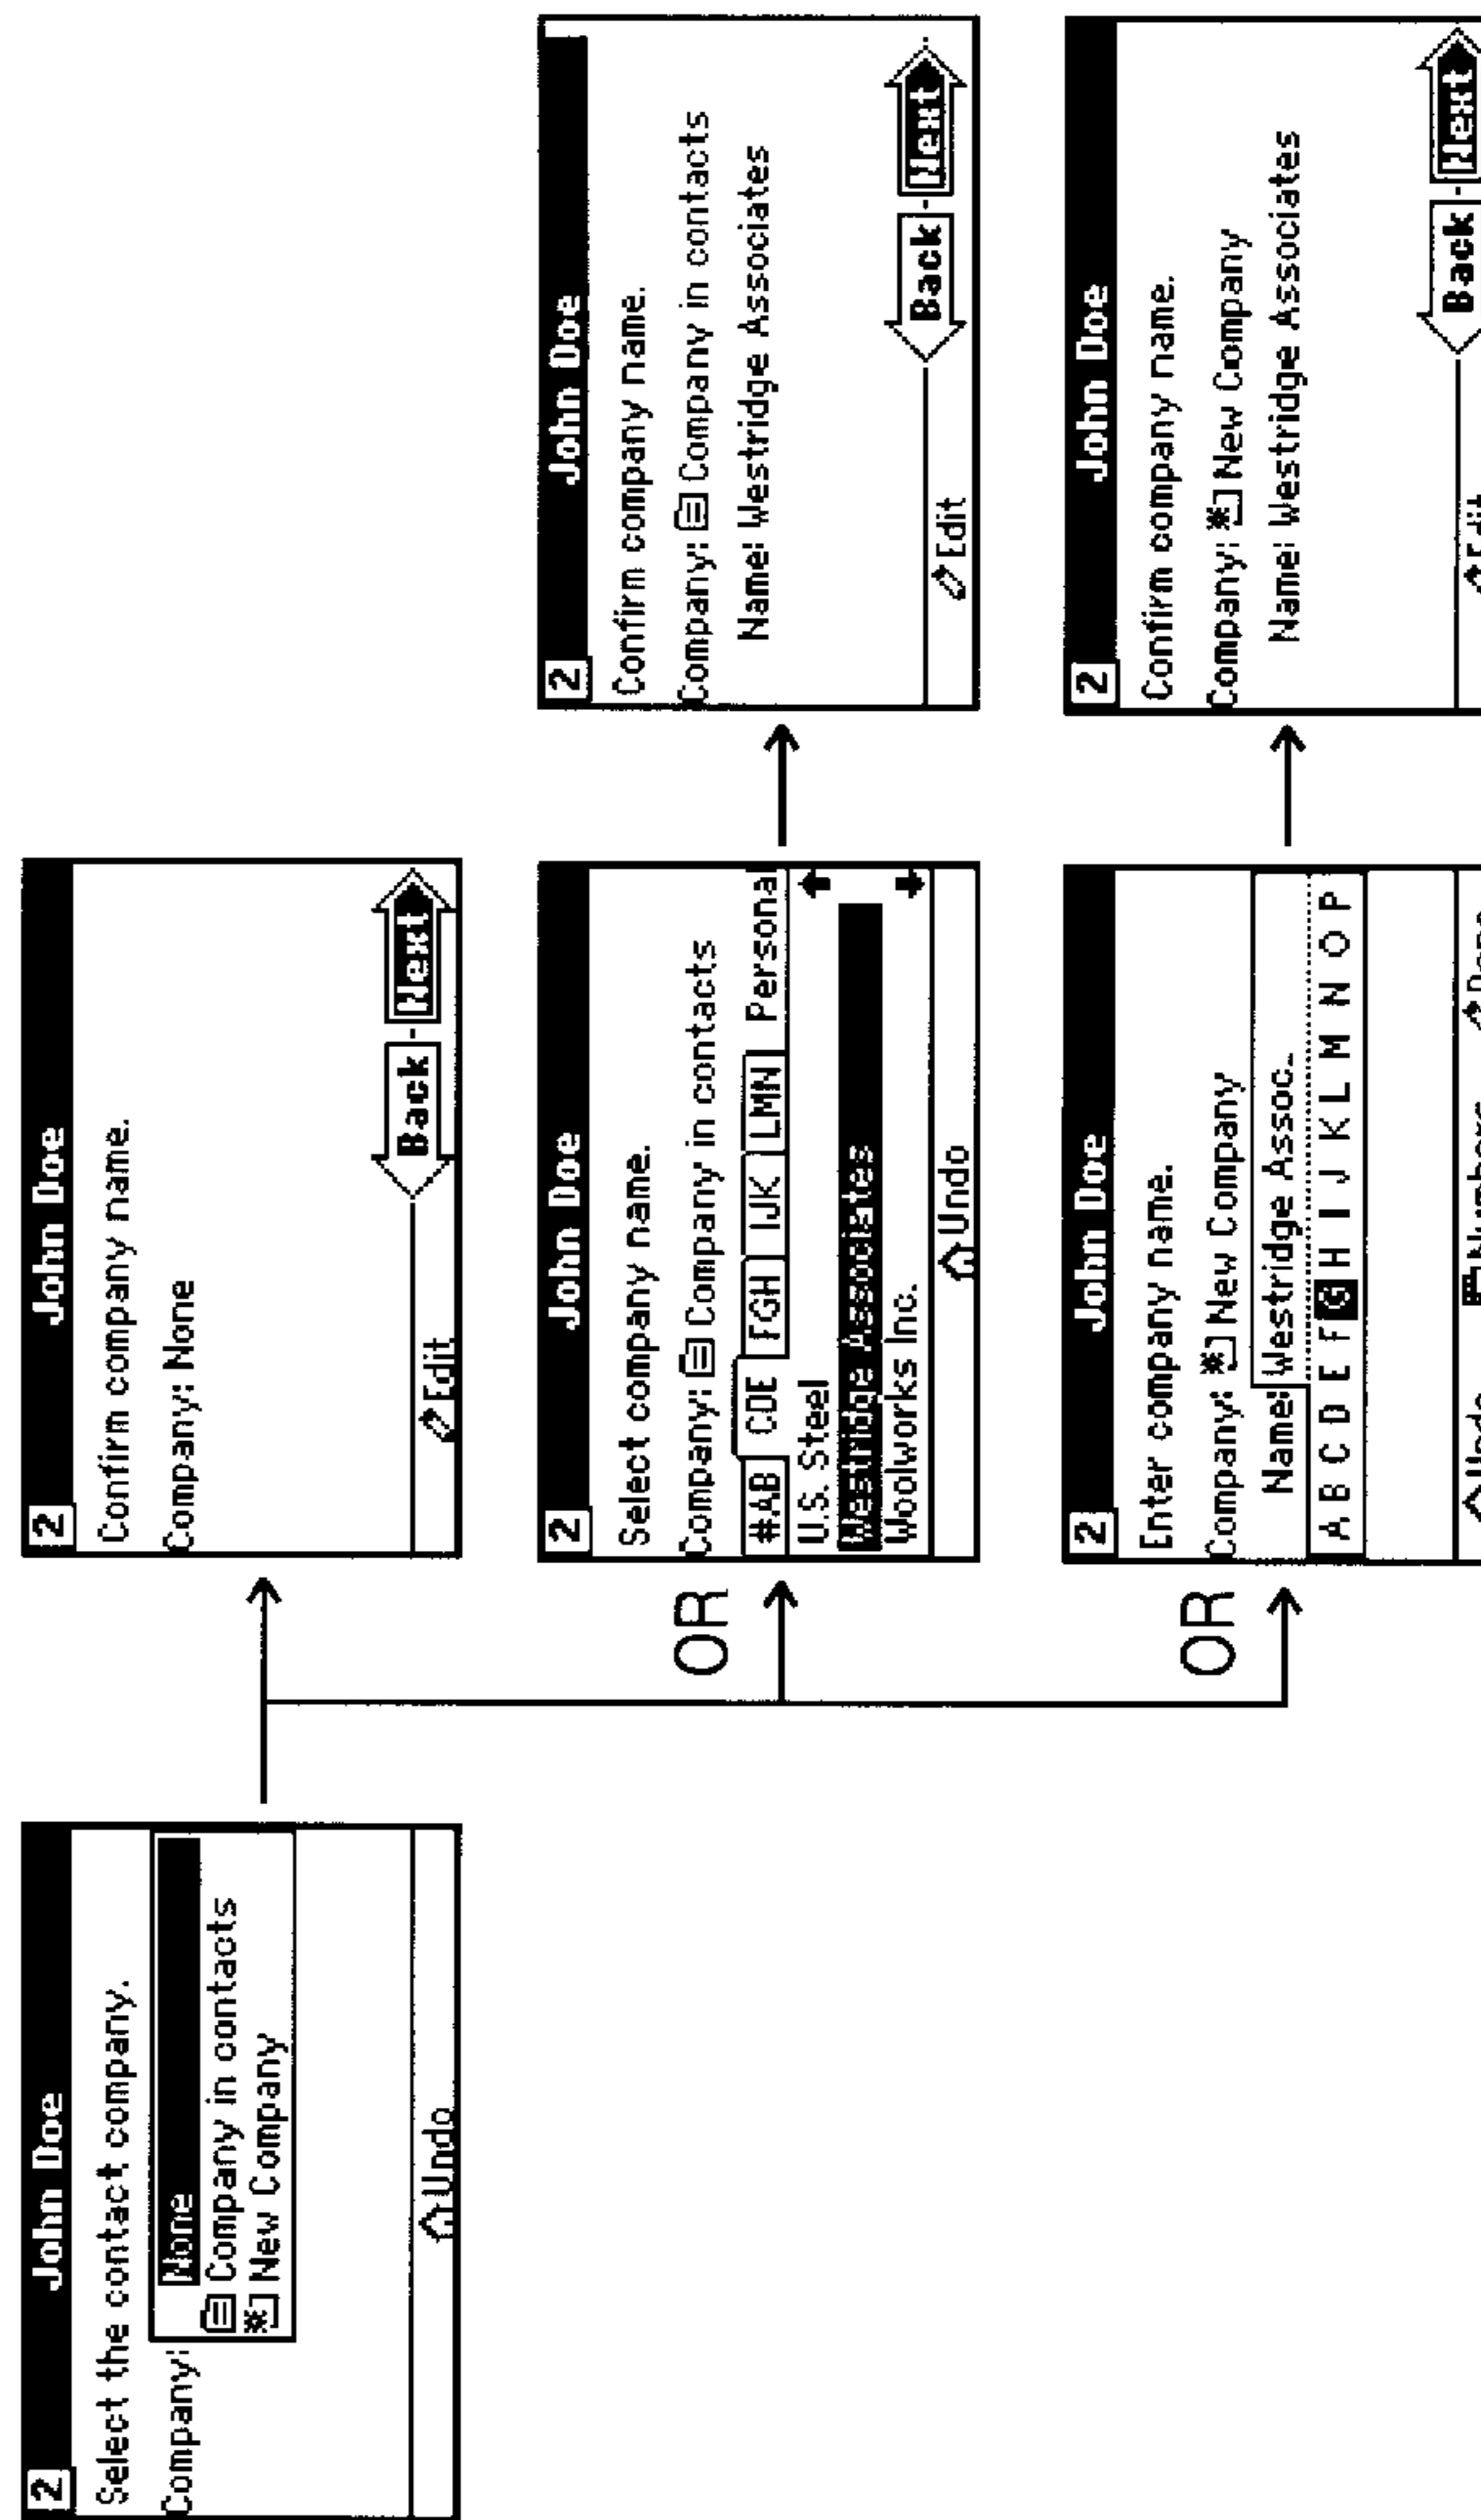 2 John Doe
Select the contact company.
Company: None
Company in contacts
New Company
Undo
2 John Doe
Confirm company name.
Company: None
Back Next
Edit
OR
2 John Doe
Select company name.
Company: Company in contacts
#AB CDE FGH IJK LMN Personal
U.S. Steel
Westridge Associates
Woolworks Inc.
Undo
2 John Doe
Confirm company name.
Company: Company in contacts
Name: Westridge Associates
Back Next
Edit
OR
2 John Doe
Enter company name.
Company: New Company
Name: Westridge Assoc.
A B C D E F G H I J K L M N O P
2 John Doe
Confirm company name.
Company: New Company
Name: Westridge Associates
Back Next
Edit